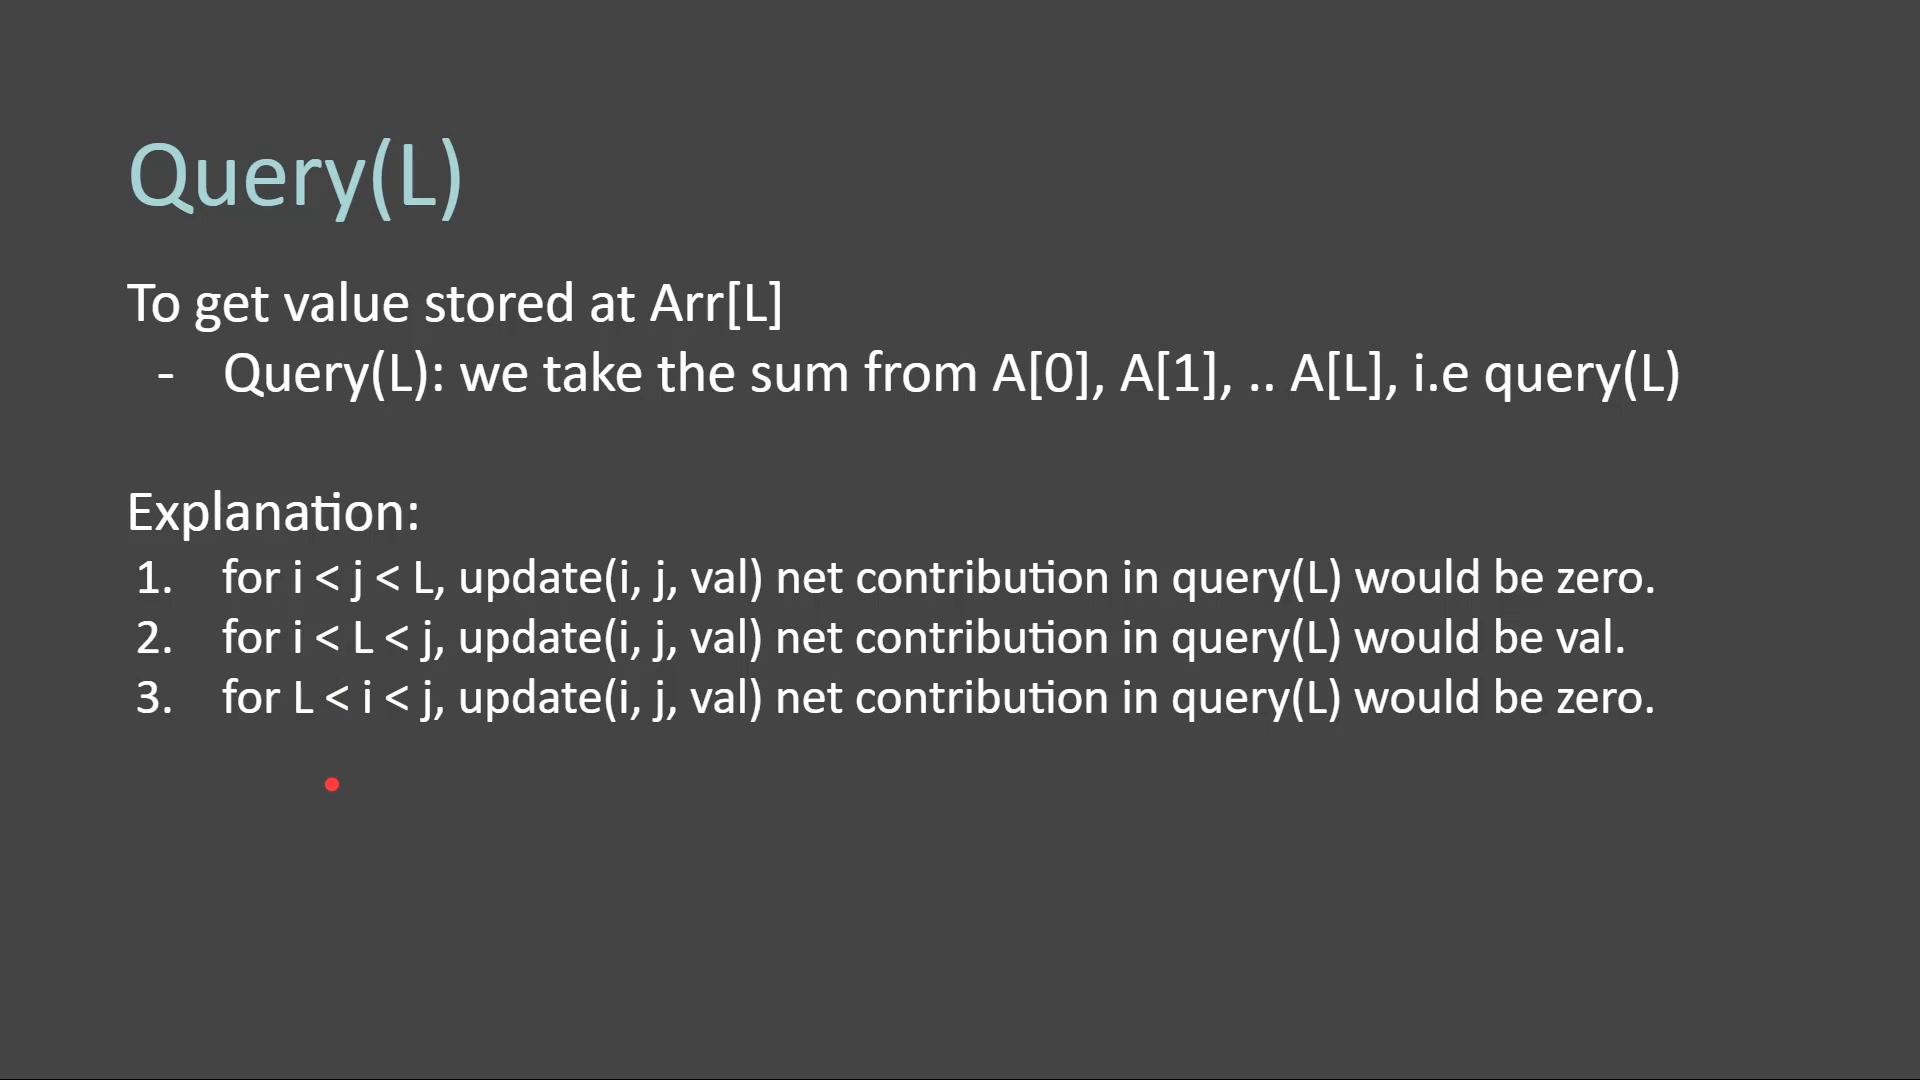 Query(L)
To get value stored at Arr[L]
- Query(L): we take the sum from A[0], A[1], .. A[L], i.e query(L)
Explanation:
1. for i < j < L, update(i, j, val) net contribution in query(L) would be zero.
2. for i < L < j, update(i, j, val) net contribution in query(L) would be val.
3. for L < i < j, update(i, j, val) net contribution in query(L) would be zero.